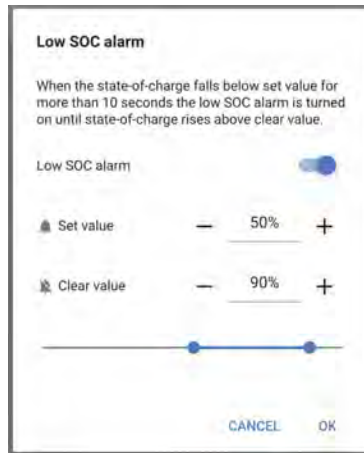 Low SOC alarm
When the state-of-charge falls below set value for
more than 10 seconds the low SOC alarm is turned
on until state-of-charge rises above clear value.
Low SOC alarm
Set value − 50% +
Clear value − 90% +
CANCEL OK